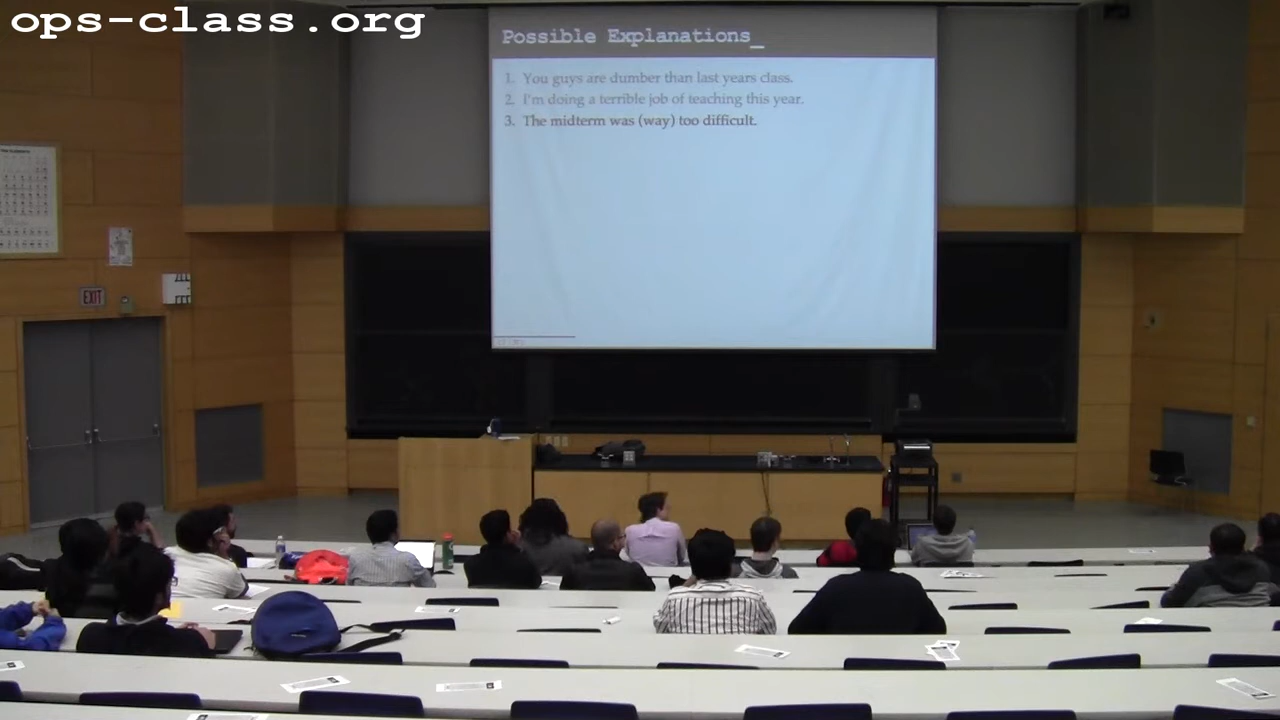 ops-class.org
Possible Explanations_
1. You guys are dumber than last years class.
2. I'm doing a terrible job of teaching this year.
3. The midterm was (way) too difficult.
EXIT